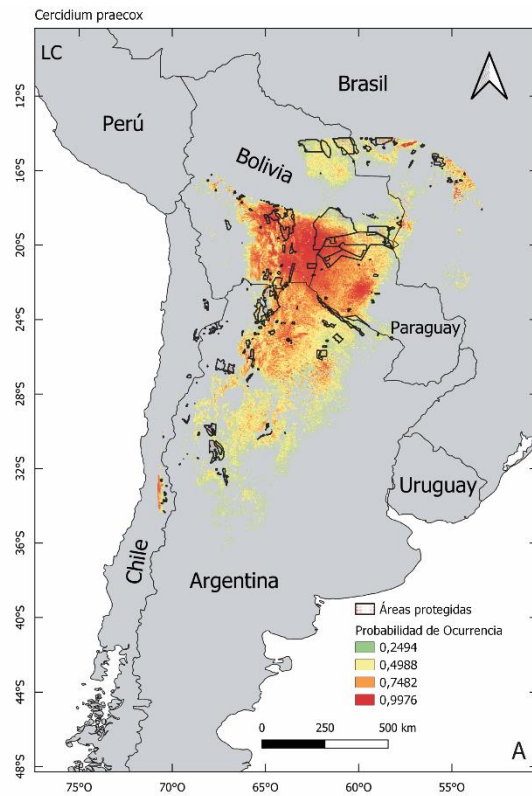 Cercidium praecox
LC
Brasil
Perú
Bolivia
Paraguay
Uruguay
Chile
Argentina
12°S
16°S
20°S
24°S
28°S
32°S
36°S
40°S
44°S
48°S
Áreas protegidas
Probabilidad de Ocurrencia
0,2494
0,4988
0,7482
0,9976
0 250 500 km
A
75°O 70°O 65°O 60°O 55°O